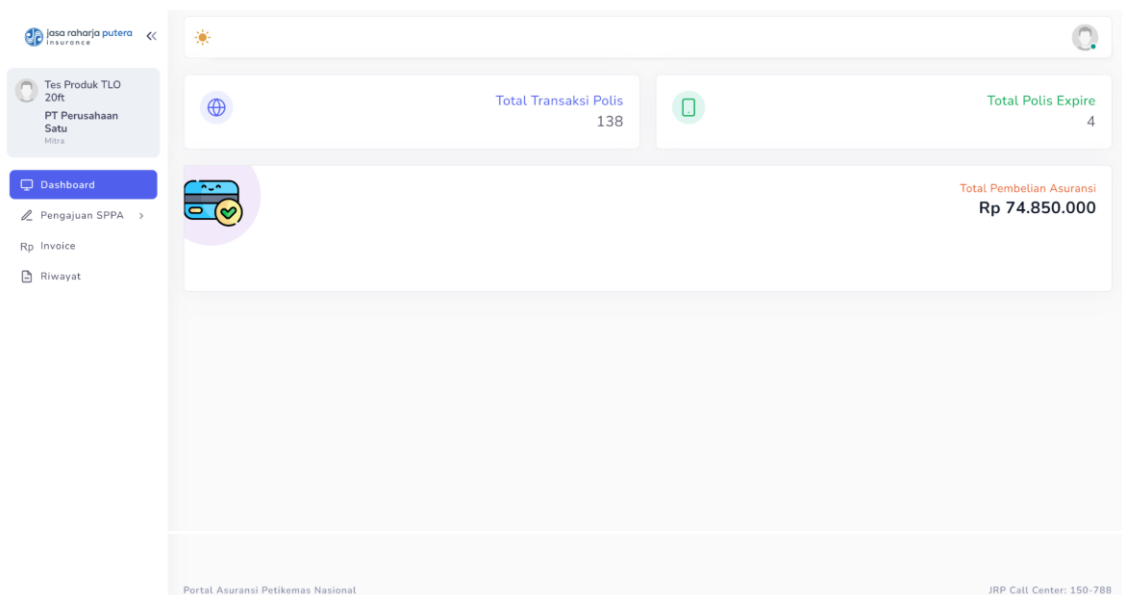 jasa raharja putera
insurance
Tes Produk TLO
20ft
PT Perusahaan
Satu
Mitra
Dashboard
Pengajuan SPPA
Rp Invoice
Riwayat
Total Transaksi Polis
138
Total Polis Expire
4
Total Pembelian Asuransi
Rp 74.850.000
Portal Asuransi Petikemas Nasional
JRP Call Center: 150-788